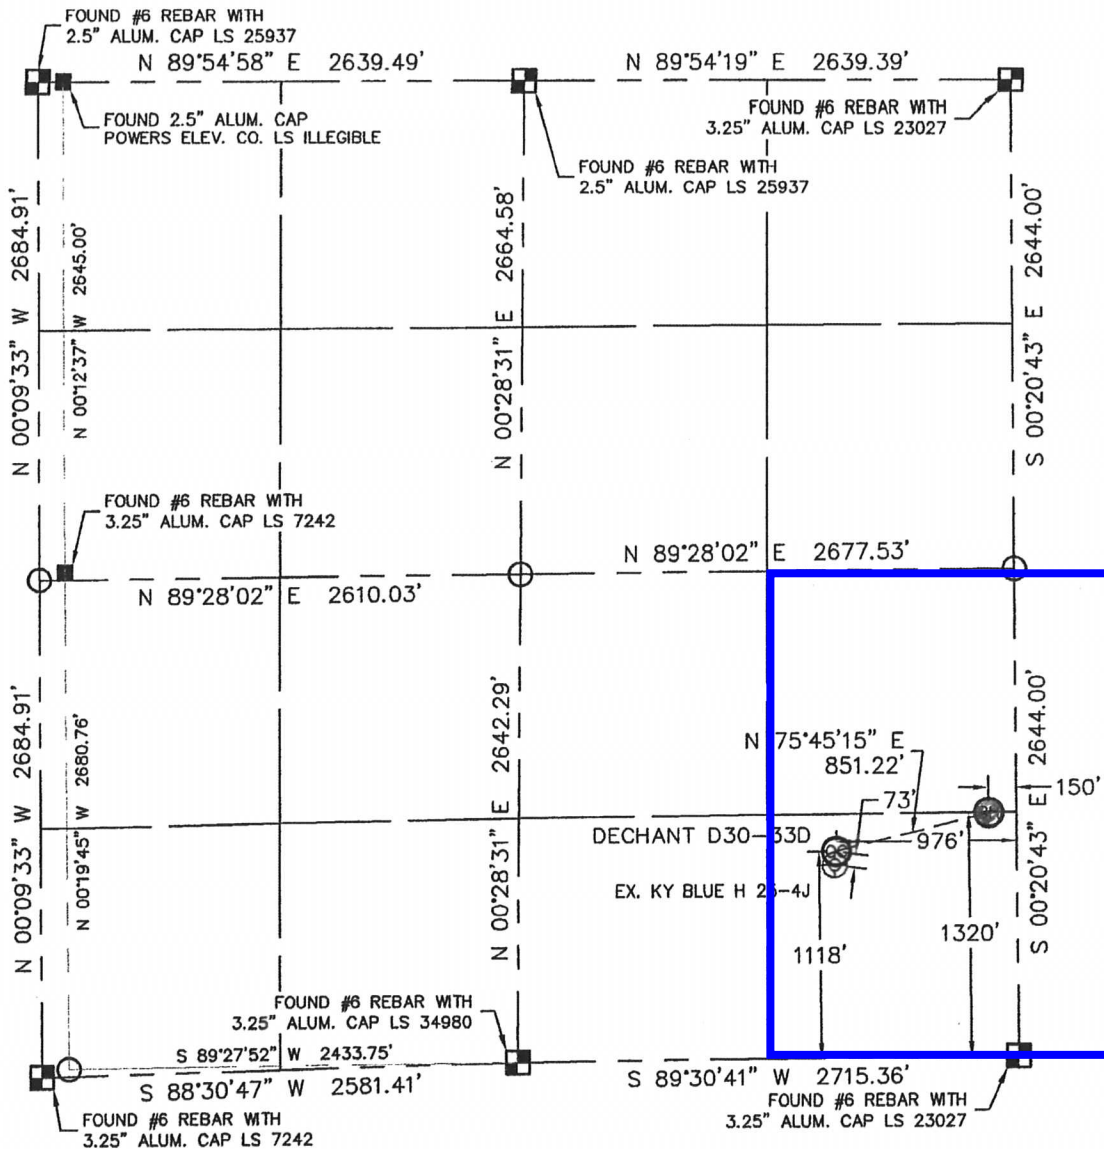 FOUND #6 REBAR WITH
2.5" ALUM. CAP LS 25937
N 89°54'58" E 2639.49'
N 89°54'19" E 2639.39'
FOUND 2.5" ALUM. CAP
POWERS ELEV. CO. LS ILLEGIBLE
FOUND #6 REBAR WITH
3.25" ALUM. CAP LS 23027
FOUND #6 REBAR WITH
2.5" ALUM. CAP LS 25937
N 00°09'33" W 2684.91'
N 00°12'37" W 2645.00'
N 00°28'31" E 2664.58'
S 00°20'43" E 2644.00'
FOUND #6 REBAR WITH
3.25" ALUM. CAP LS 7242
N 89°28'02" E 2677.53'
N 89°28'02" E 2610.03'
N 00°09'33" W 2684.91'
N 00°19'45" W 2680.76'
N 00°28'31" E 2642.29'
S 00°20'43" E 2644.00'
N 75°45'15" E
851.22'
150'
73'
DECHANT D30-33D
976'
EX. KY BLUE H 25-4J
1118'
1320'
FOUND #6 REBAR WITH
3.25" ALUM. CAP LS 34980
S 89°27'52" W 2433.75'
S 88°30'47" W 2581.41'
S 89°30'41" W 2715.36'
FOUND #6 REBAR WITH
3.25" ALUM. CAP LS 23027
FOUND #6 REBAR WITH
3.25" ALUM. CAP LS 7242